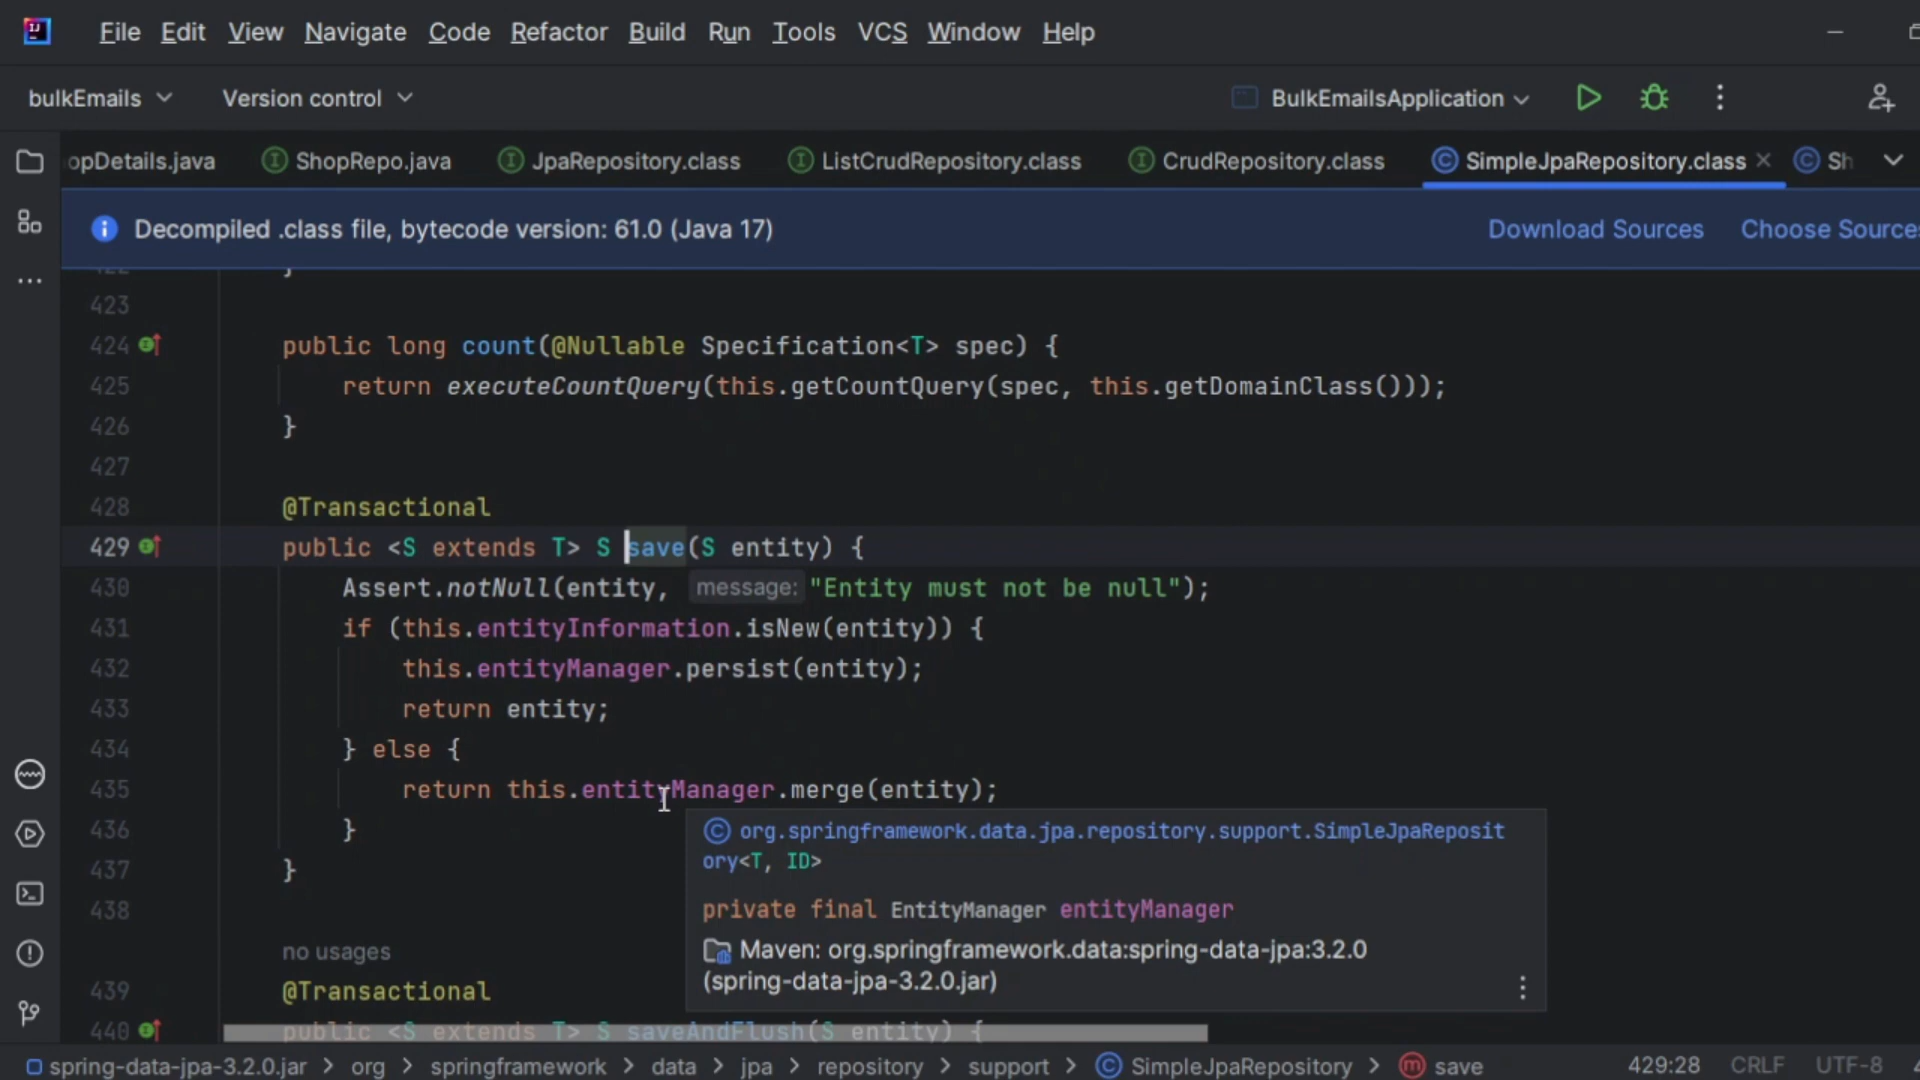 File Edit View Navigate Code Refactor Build Run Tools VCS Window Help
bulkEmails Version control BulkEmailsApplication
opDetails.java ShopRepo.java JpaRepository.class ListCrudRepository.class CrudRepository.class SimpleJpaRepository.class Sh
Decompiled .class file, bytecode version: 61.0 (Java 17) Download Sources Choose Sources
422 }
423
424 public long count(@Nullable Specification<T> spec) {
425 return executeCountQuery(this.getCountQuery(spec, this.getDomainClass()));
426 }
427
428 @Transactional
429 public <S extends T> S save(S entity) {
430 Assert.notNull(entity, message: "Entity must not be null");
431 if (this.entityInformation.isNew(entity)) {
432 this.entityManager.persist(entity);
433 return entity;
434 } else {
435 return this.entityManager.merge(entity);
436 }
437 }
438
no usages
439 @Transactional
440 public <S extends T> S saveAndFlush(S entity) {
org.springframework.data.jpa.repository.support.SimpleJpaReposit
ory<T, ID>
private final EntityManager entityManager
Maven: org.springframework.data:spring-data-jpa:3.2.0
(spring-data-jpa-3.2.0.jar)
spring-data-jpa-3.2.0.jar > org > springframework > data > jpa > repository > support > SimpleJpaRepository > save 429:28 CRLF UTF-8